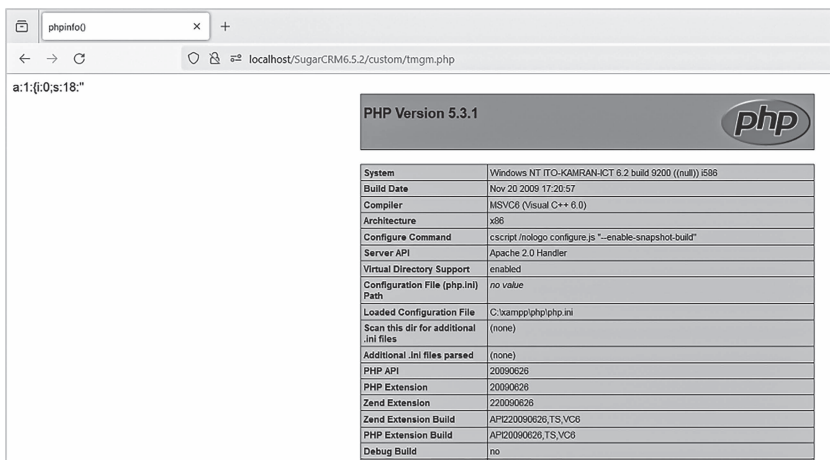 phpinfo()
localhost/SugarCRM6.5.2/custom/tmgm.php
a:1:{i:0;s:18:"
PHP Version 5.3.1
php
System Windows NT ITO-KAMRAN-ICT 6.2 build 9200 ((null)) i586
Build Date Nov 20 2009 17:20:57
Compiler MSVC6 (Visual C++ 6.0)
Architecture x86
Configure Command cscript /nologo configure.js "--enable-snapshot-build"
Server API Apache 2.0 Handler
Virtual Directory Support enabled
Configuration File (php.ini) Path no value
Loaded Configuration File C:\xampp\php\php.ini
Scan this dir for additional .ini files (none)
Additional .ini files parsed (none)
PHP API 20090626
PHP Extension 20090626
Zend Extension 220090626
Zend Extension Build API220090626,TS,VC6
PHP Extension Build API20090626,TS,VC6
Debug Build no